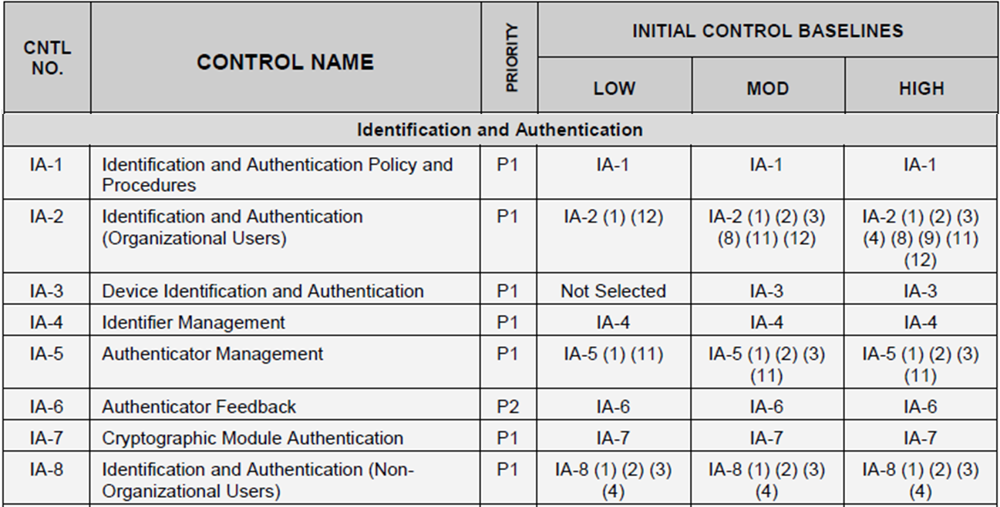 CNTL
NO.
CONTROL NAME
PRIORITY
INITIAL CONTROL BASELINES
LOW
MOD
HIGH
Identification and Authentication
IA-1
Identification and Authentication Policy and
Procedures
P1
IA-1
IA-1
IA-1
IA-2
Identification and Authentication
(Organizational Users)
P1
IA-2 (1) (12)
IA-2 (1) (2) (3)
(8) (11) (12)
IA-2 (1) (2) (3)
(4) (8) (9) (11)
(12)
IA-3
Device Identification and Authentication
P1
Not Selected
IA-3
IA-3
IA-4
Identifier Management
P1
IA-4
IA-4
IA-4
IA-5
Authenticator Management
P1
IA-5 (1) (11)
IA-5 (1) (2) (3)
(11)
IA-5 (1) (2) (3)
(11)
IA-6
Authenticator Feedback
P2
IA-6
IA-6
IA-6
IA-7
Cryptographic Module Authentication
P1
IA-7
IA-7
IA-7
IA-8
Identification and Authentication (Non-
Organizational Users)
P1
IA-8 (1) (2) (3)
(4)
IA-8 (1) (2) (3)
(4)
IA-8 (1) (2) (3)
(4)